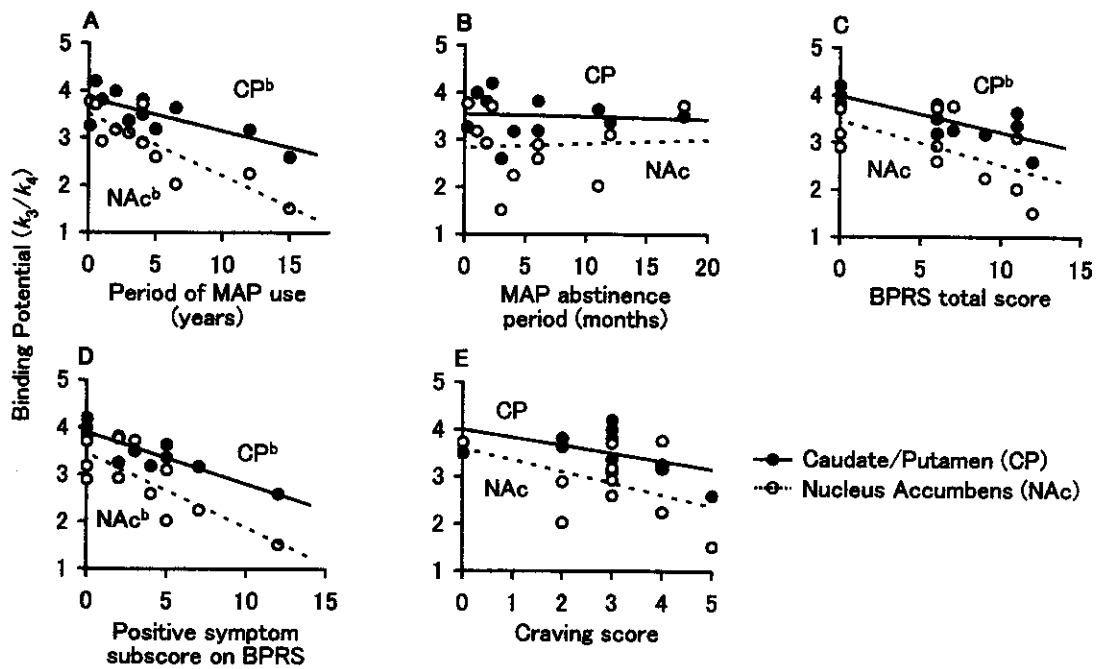 Binding Potential (k3/k4)
A
5
4
3
2
1
CPᵇ
NAcᵇ
0 5 10 15
Period of MAP use
(years)
B
5
4
3
2
1
CP
NAc
0 5 10 15 20
MAP abstinence
period (months)
C
5
4
3
2
1
CPᵇ
NAc
0 5 10 15
BPRS total score
D
5
4
3
2
1
CPᵇ
NAcᵇ
0 5 10 15
Positive symptom
subscore on BPRS
E
5
4
3
2
1
CP
NAc
0 1 2 3 4 5
Craving score
Caudate/Putamen (CP)
Nucleus Accumbens (NAc)